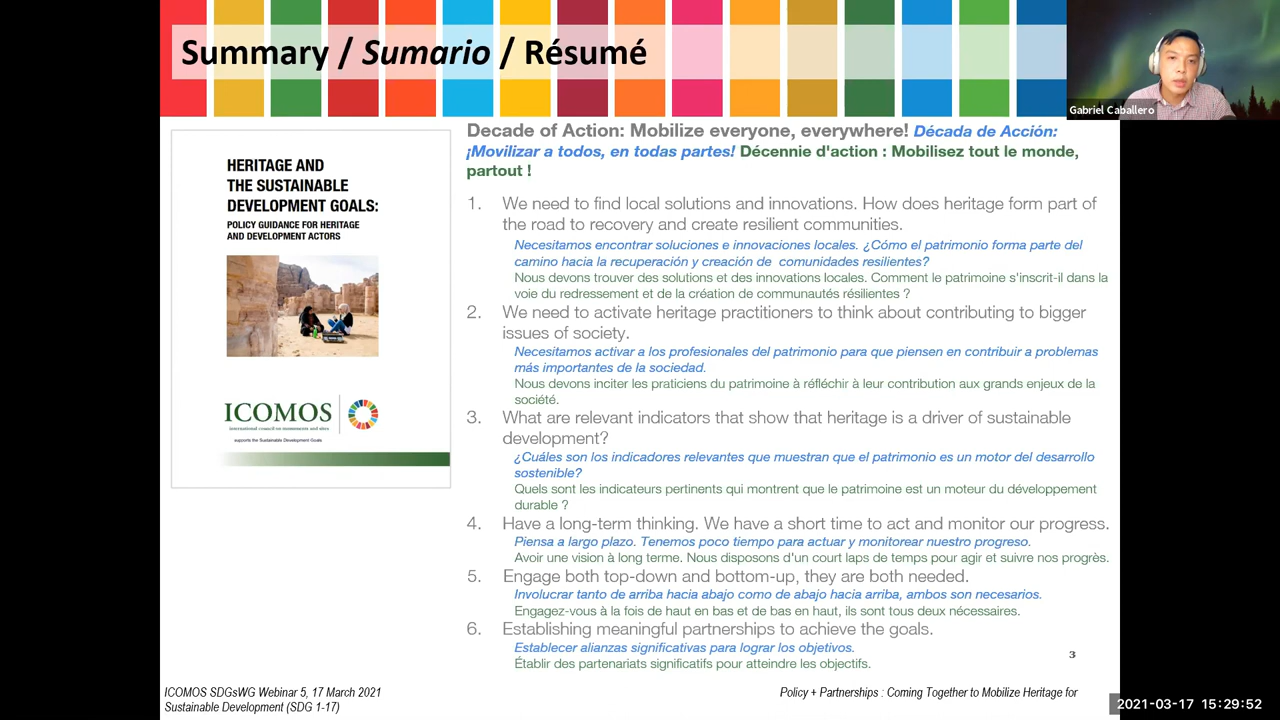 Summary / Sumario / Résumé
Gabriel Caballero
HERITAGE AND
THE SUSTAINABLE
DEVELOPMENT GOALS:
POLICY GUIDANCE FOR HERITAGE
AND DEVELOPMENT ACTORS
ICOMOS
international council on monuments and sites
supports the Sustainable Development Goals
Decade of Action: Mobilize everyone, everywhere! Década de Acción:
¡Movilizar a todos, en todas partes! Décennie d'action : Mobilisez tout le monde,
partout !
1. We need to find local solutions and innovations. How does heritage form part of
the road to recovery and create resilient communities.
Necesitamos encontrar soluciones e innovaciones locales. ¿Cómo el patrimonio forma parte del
camino hacia la recuperación y creación de comunidades resilientes?
Nous devons trouver des solutions et des innovations locales. Comment le patrimoine s'inscrit-il dans la
voie du redressement et de la création de communautés résilientes ?
2. We need to activate heritage practitioners to think about contributing to bigger
issues of society.
Necesitamos activar a los profesionales del patrimonio para que piensen en contribuir a problemas
más importantes de la sociedad.
Nous devons inciter les praticiens du patrimoine à réfléchir à leur contribution aux grands enjeux de la
société.
3. What are relevant indicators that show that heritage is a driver of sustainable
development?
¿Cuáles son los indicadores relevantes que muestran que el patrimonio es un motor del desarrollo
sostenible?
Quels sont les indicateurs pertinents qui montrent que le patrimoine est un moteur du développement
durable ?
4. Have a long-term thinking. We have a short time to act and monitor our progress.
Piensa a largo plazo. Tenemos poco tiempo para actuar y monitorear nuestro progreso.
Avoir une vision à long terme. Nous disposons d'un court laps de temps pour agir et suivre nos progrès.
5. Engage both top-down and bottom-up, they are both needed.
Involucrar tanto de arriba hacia abajo como de abajo hacia arriba, ambos son necesarios.
Engagez-vous à la fois de haut en bas et de bas en haut, ils sont tous deux nécessaires.
6. Establishing meaningful partnerships to achieve the goals.
Establecer alianzas significativas para lograr los objetivos.
Établir des partenariats significatifs pour atteindre les objectifs.
3
ICOMOS SDGsWG Webinar 5, 17 March 2021
Sustainable Development (SDG 1-17)
Policy + Partnerships : Coming Together to Mobilize Heritage for
2021-03-17 15:29:52